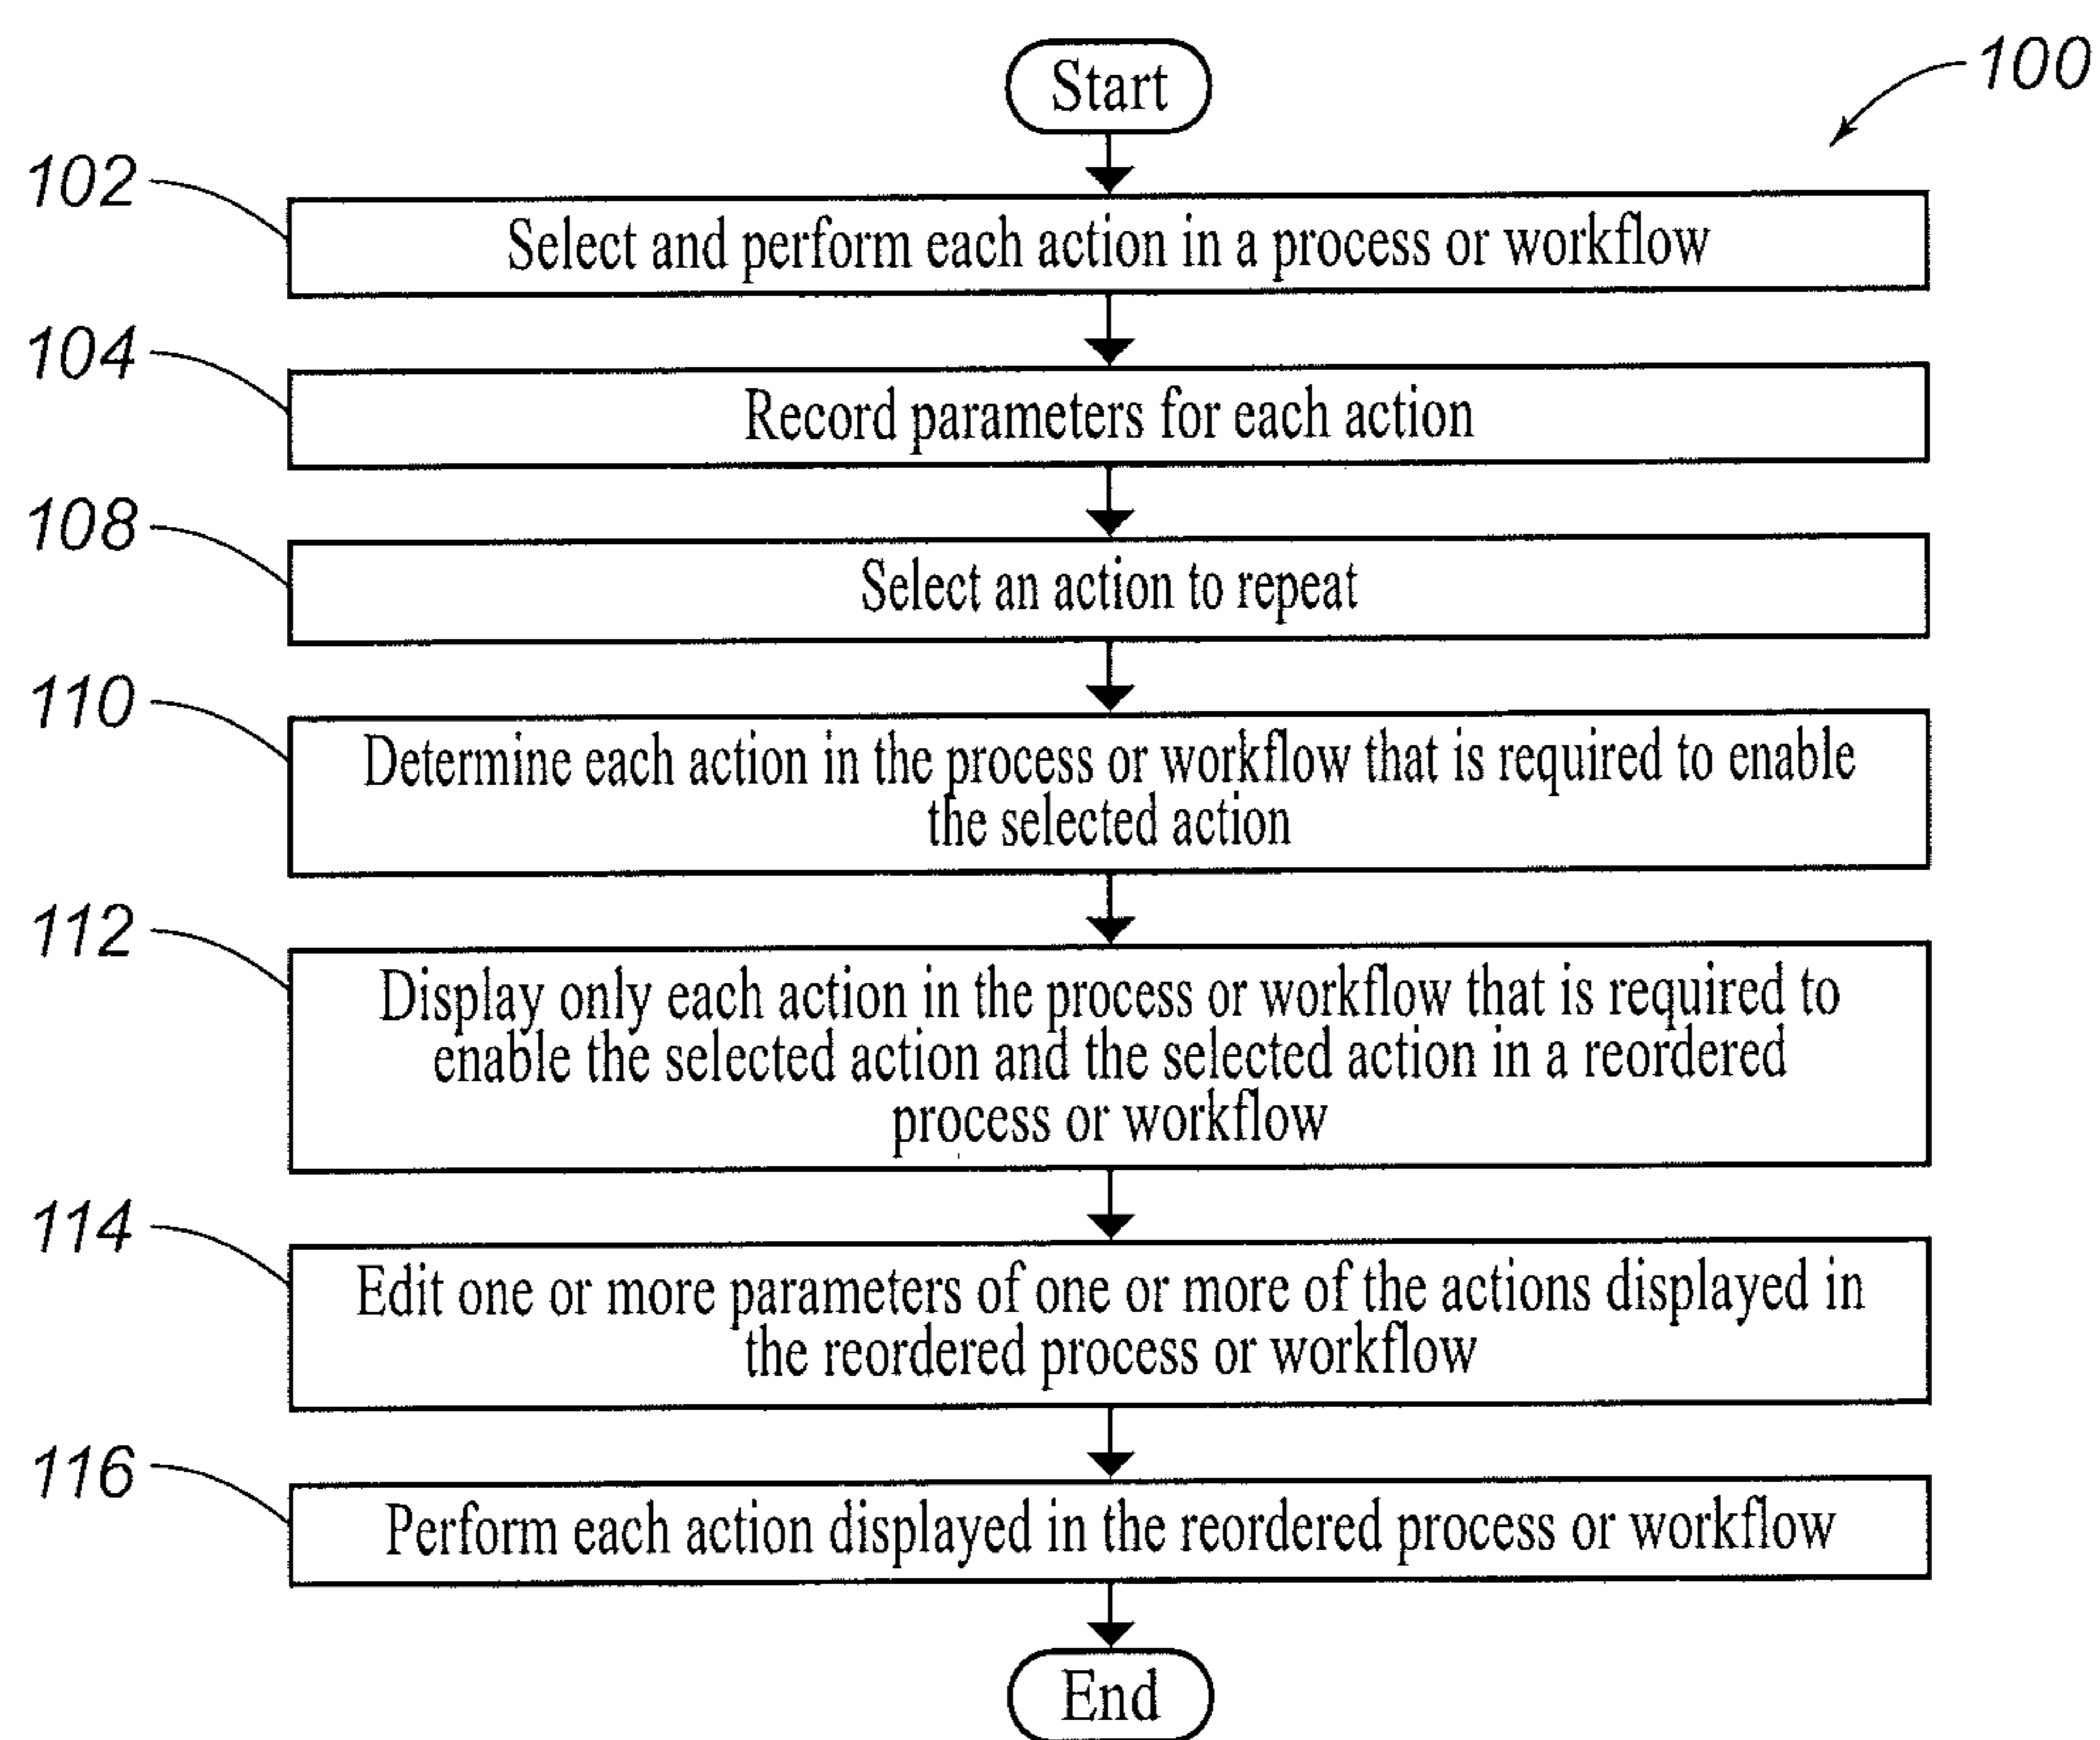 Start
100
102
Select and perform each action in a process or workflow
104
Record parameters for each action
108
Select an action to repeat
110
Determine each action in the process or workflow that is required to enable
the selected action
112
Display only each action in the process or workflow that is required to
enable the selected action and the selected action in a reordered
process or workflow
114
Edit one or more parameters of one or more of the actions displayed in
the reordered process or workflow
116
Perform each action displayed in the reordered process or workflow
End